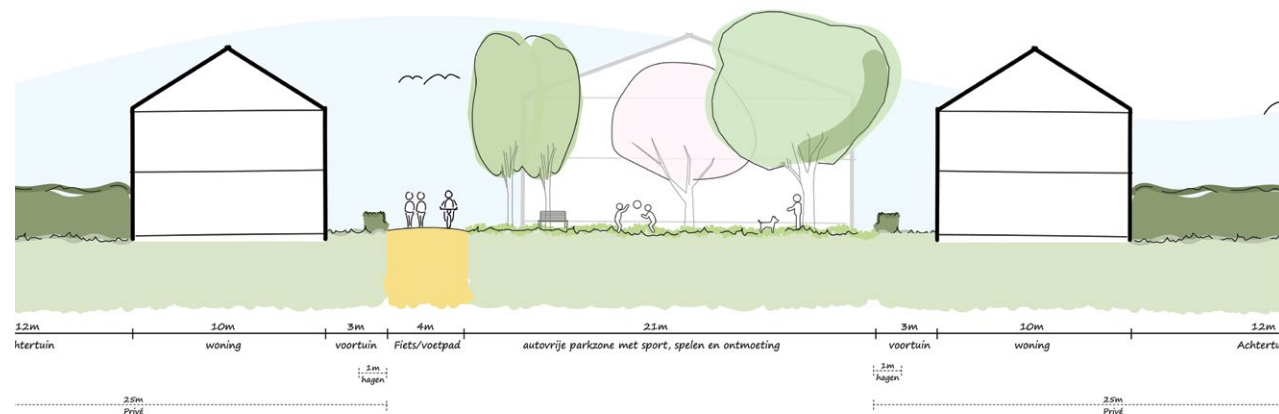 12m 10m 3m 4m 21m 3m 10m 12m
htertuin woning voortuin Fiets/voetpad autovrije parkzone met sport, spelen en ontmoeting voortuin woning Achtertu
1m 1m
hagen hagen
25m 25m
Privé Privé